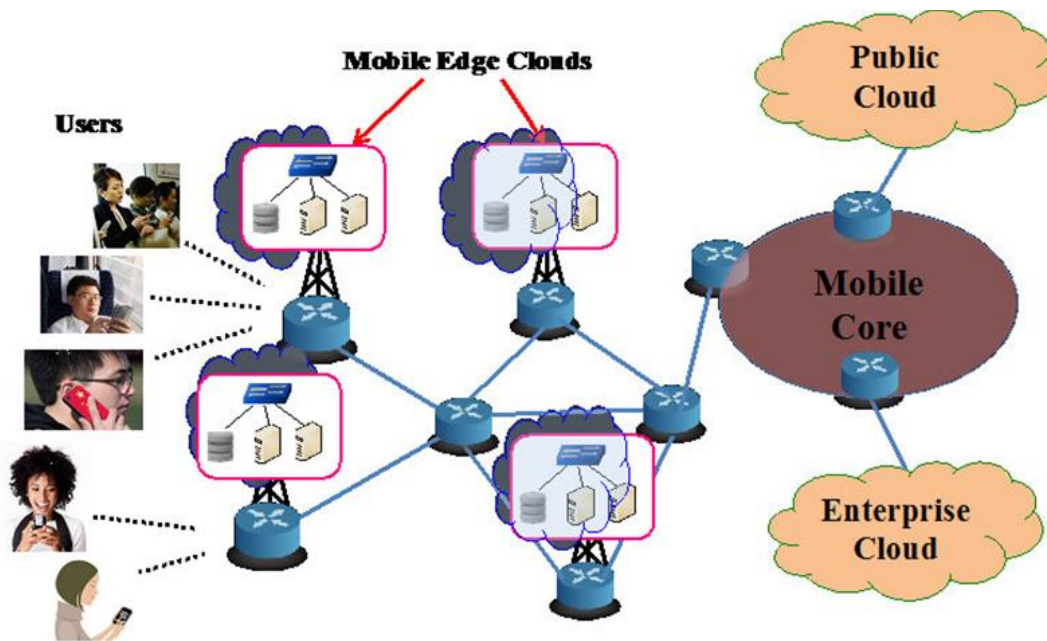 Mobile Edge Clouds
Users
Public
Cloud
Mobile
Core
Enterprise
Cloud